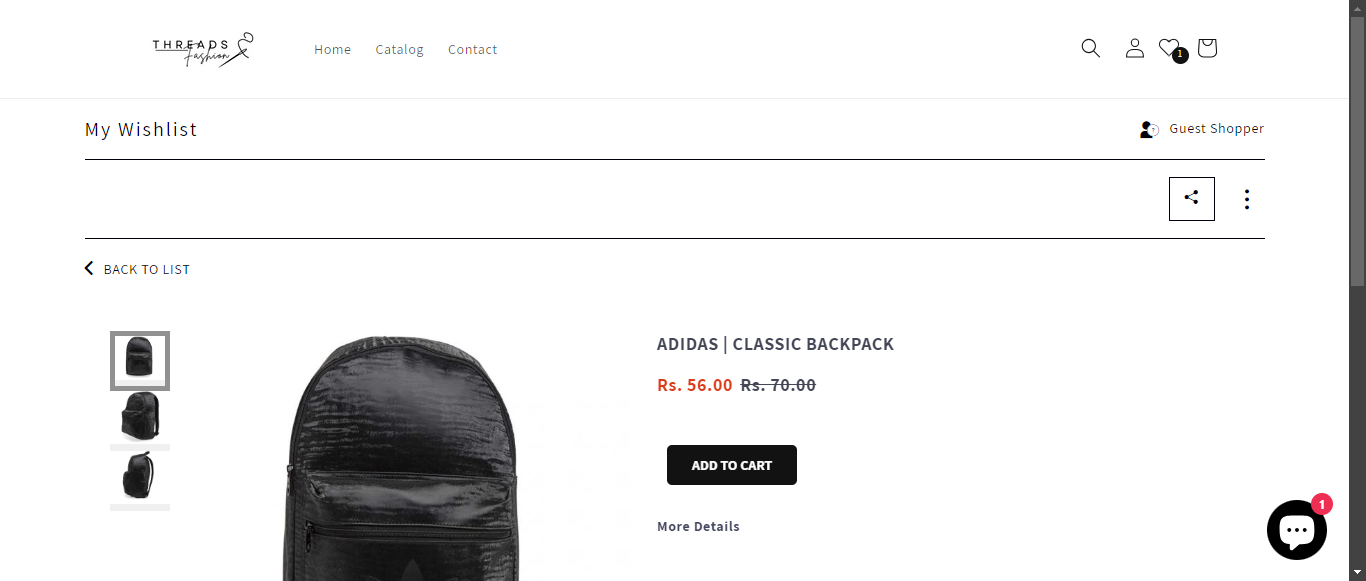 THREADS
Fashion
Home
Catalog
Contact
1
My Wishlist
Guest Shopper
BACK TO LIST
ADIDAS | CLASSIC BACKPACK
Rs. 56.00 Rs. 70.00
ADD TO CART
More Details
1